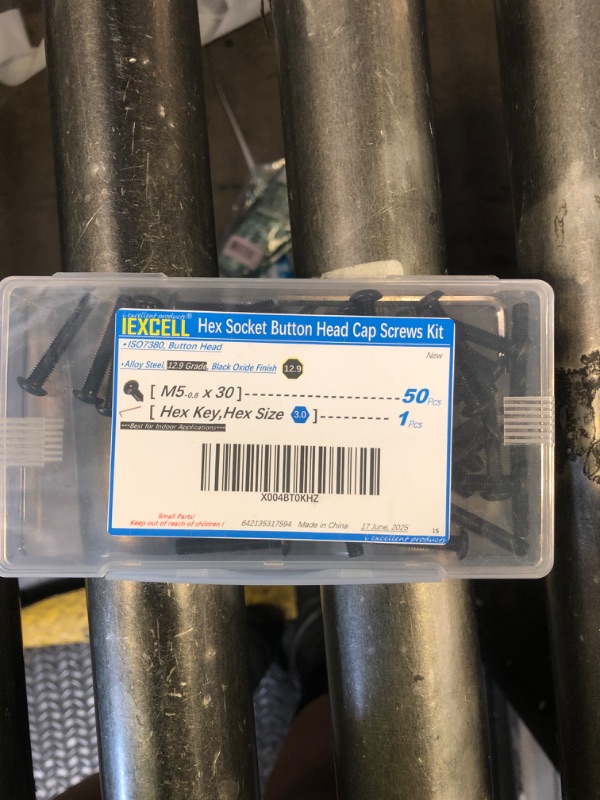 i excellent products®
IEXCELL Hex Socket Button Head Cap Screws Kit
•ISO7380, Button Head
New
•Alloy Steel, 12.9 Grade, Black Oxide Finish 12.9
[ M5-0.8 x 30 ]------------------------ 50 Pcs
[ Hex Key,Hex Size 3.0 ]------------- 1 Pcs
***Best for Indoor Applications***
X004BT0KHZ
Small Parts!
Keep out of reach of children ! 642135317594 Made in China 17 June, 2025 15
i excellent products